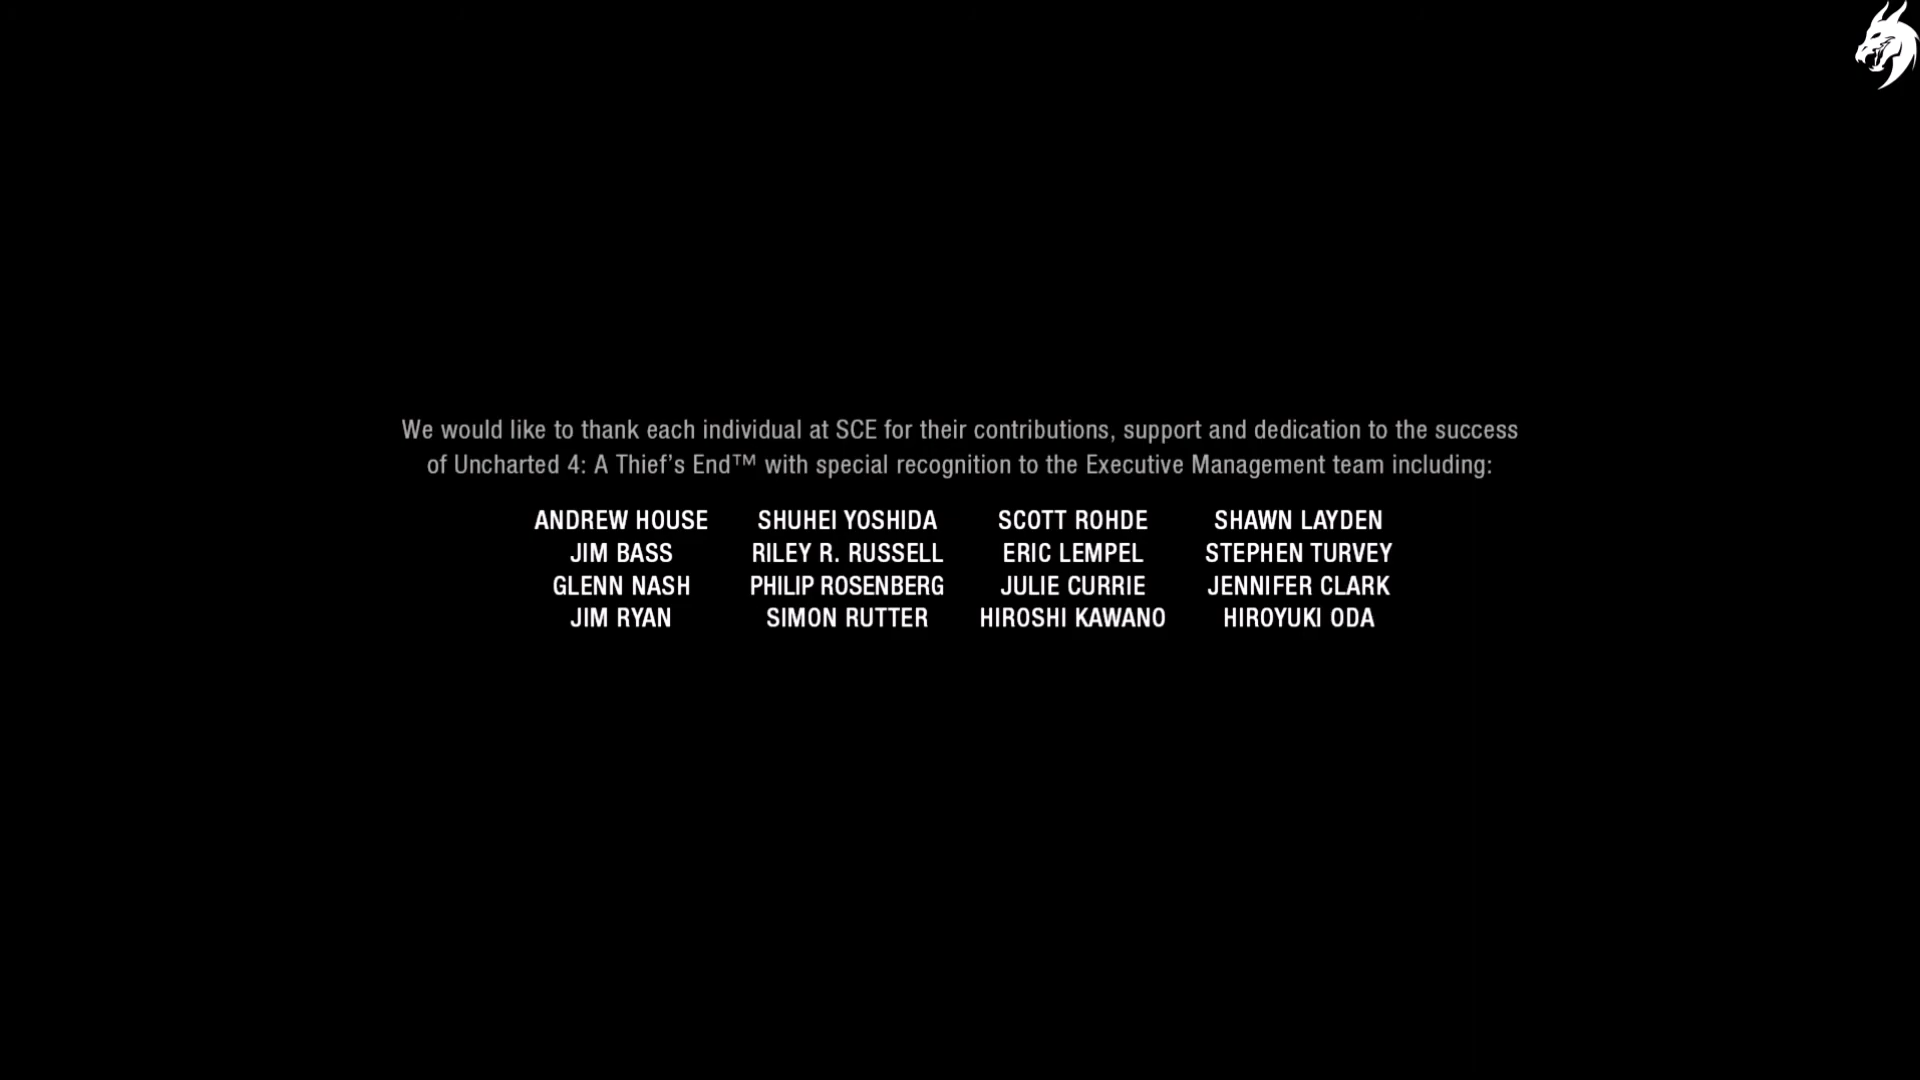 We would like to thank each individual at SCE for their contributions, support and dedication to the success
of Uncharted 4: A Thief's End™ with special recognition to the Executive Management team including:
ANDREW HOUSE SHUHEI YOSHIDA SCOTT ROHDE SHAWN LAYDEN
JIM BASS RILEY R. RUSSELL ERIC LEMPEL STEPHEN TURVEY
GLENN NASH PHILIP ROSENBERG JULIE CURRIE JENNIFER CLARK
JIM RYAN SIMON RUTTER HIROSHI KAWANO HIROYUKI ODA